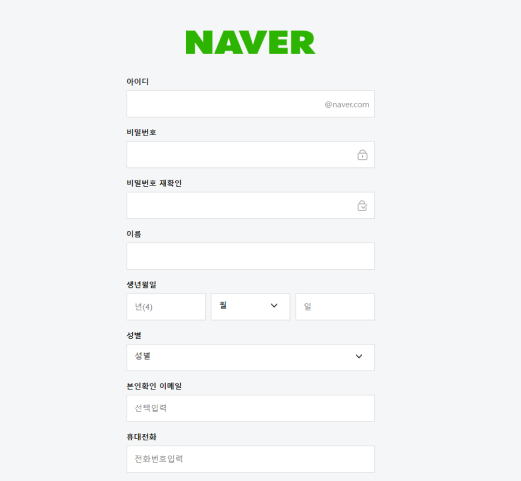 NAVER
아이디
@naver.com
비밀번호
비밀번호 재확인
이름
생년월일
년(4) 월 일
성별
성별
본인확인 이메일
선택입력
휴대전화
전화번호입력